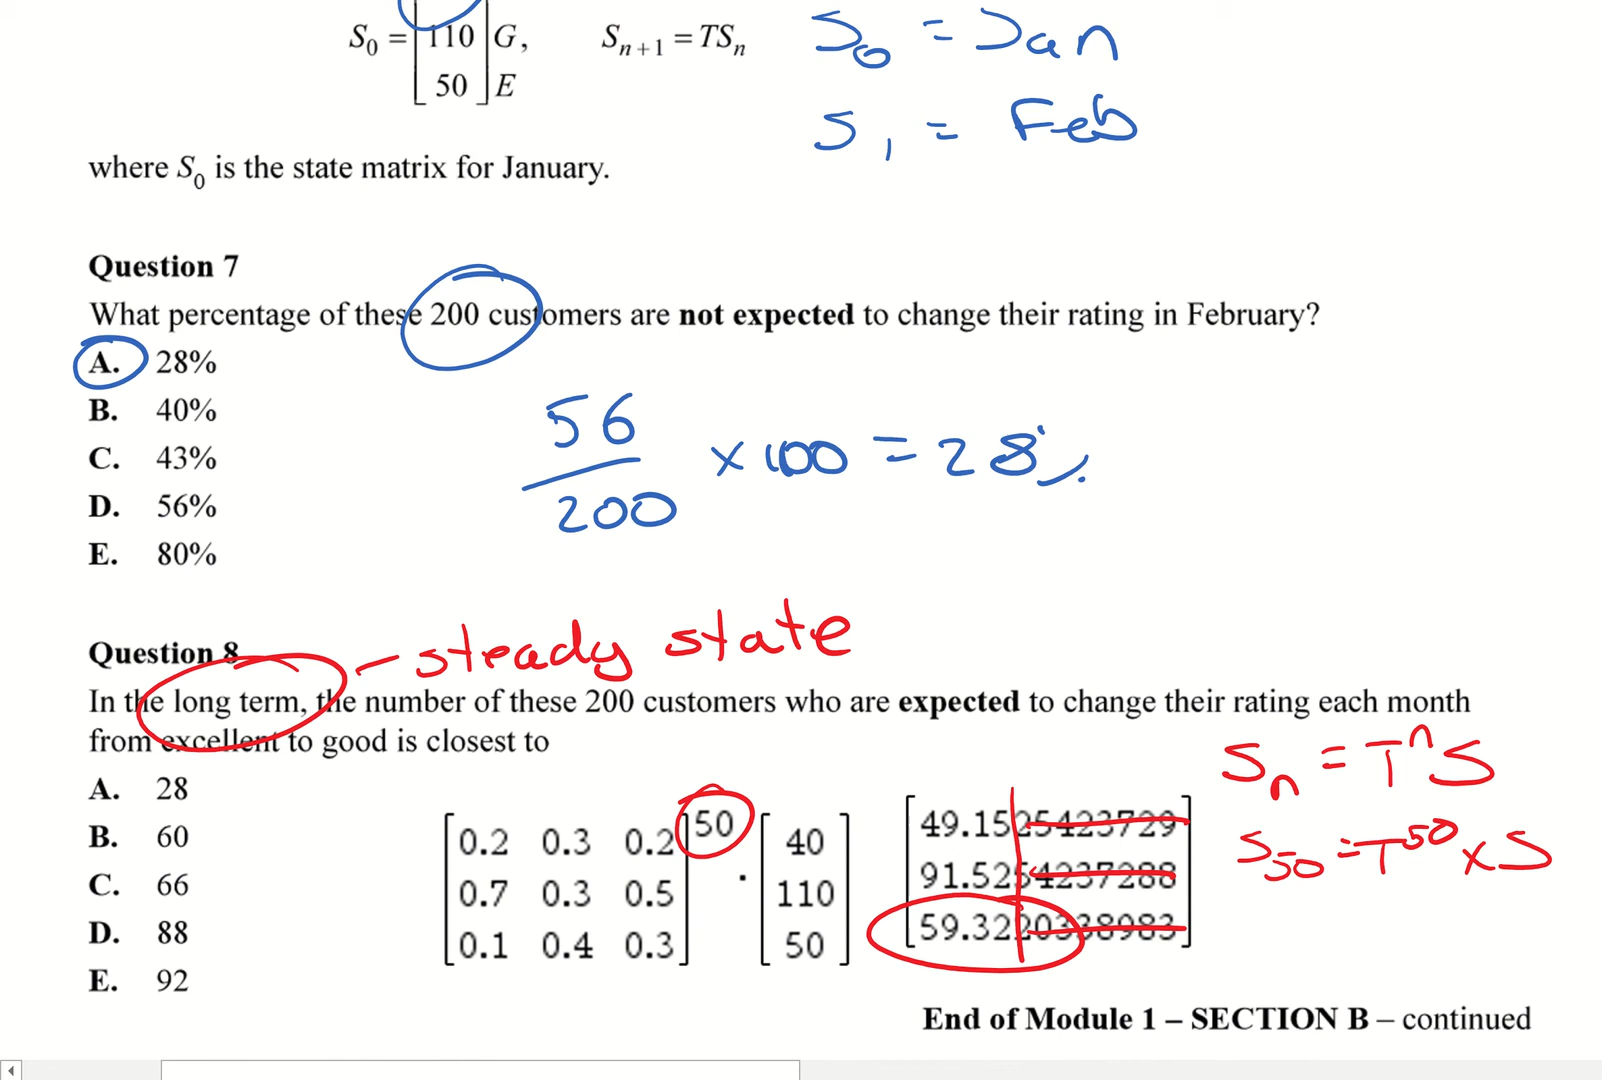 S0 = [110] G, Sn+1 = TSn S0 = Jan
50 E
S1 = Feb
where S0 is the state matrix for January.
Question 7
What percentage of these 200 customers are not expected to change their rating in February?
A. 28%
B. 40%
C. 43%
D. 56%
E. 80%
56/200 × 100 = 28%
Question 8 - steady state
In the long term, the number of these 200 customers who are expected to change their rating each month
from excellent to good is closest to
A. 28
B. 60
C. 66
D. 88
E. 92
[0.2 0.3 0.2]50 · [40] [49.1525423729] Sn = TnS
0.7 0.3 0.5 110 91.5254237288 S50 = T50 × S
0.1 0.4 0.3 50 59.3220338983
End of Module 1 – SECTION B – continued